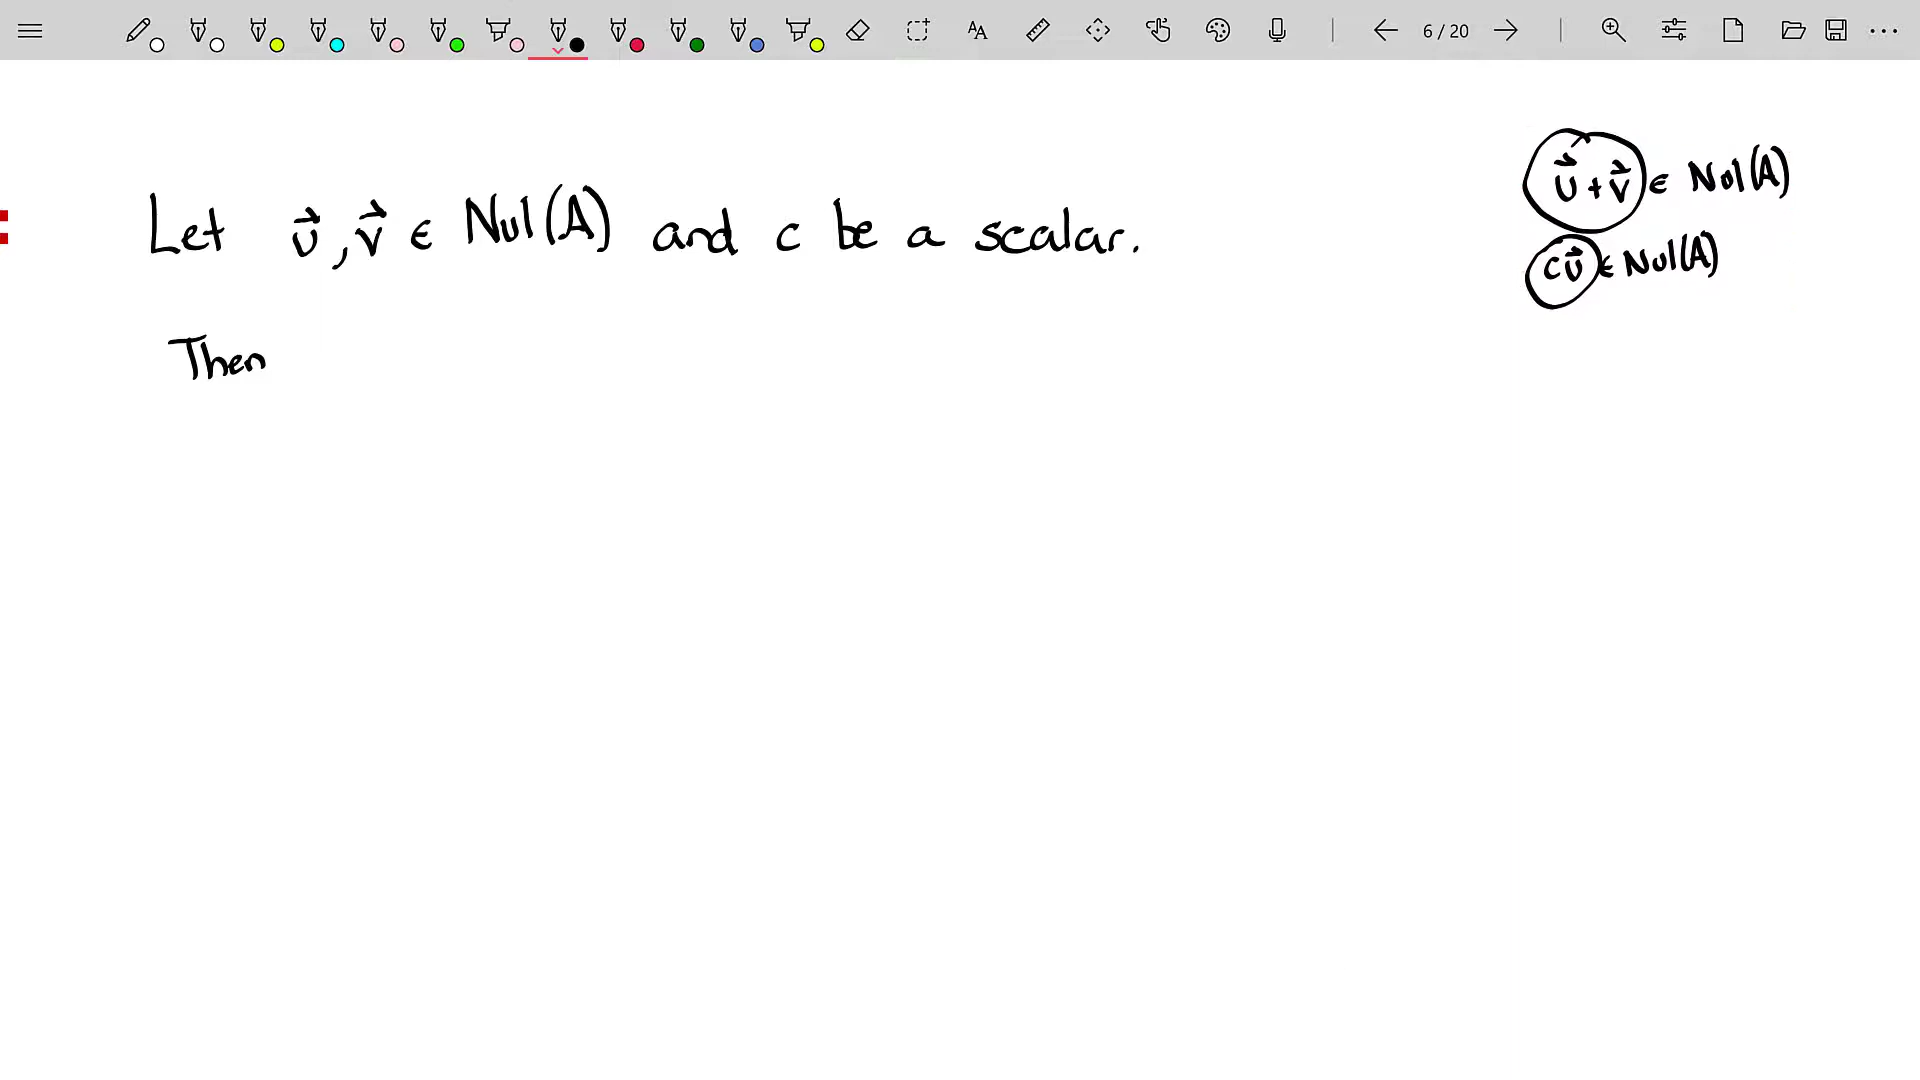 6 / 20
u⃗ + v⃗ ∈ Nul(A)
Let u⃗, v⃗ ∈ Nul(A) and c be a scalar.
cu⃗ ∈ Nul(A)
Then